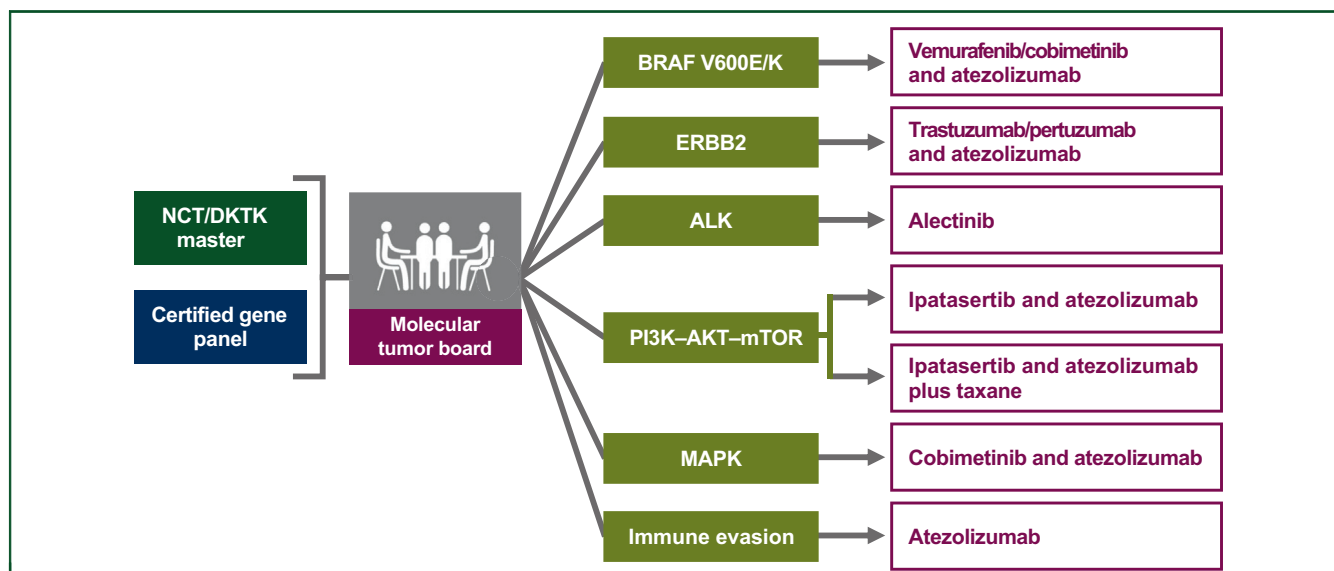 NCT/DKTK
master
Certified gene
panel
Molecular
tumor board
BRAF V600E/K
Vemurafenib/cobimetinib
and atezolizumab
ERBB2
Trastuzumab/pertuzumab
and atezolizumab
ALK
Alectinib
PI3K–AKT–mTOR
Ipatasertib and atezolizumab
Ipatasertib and atezolizumab
plus taxane
MAPK
Cobimetinib and atezolizumab
Immune evasion
Atezolizumab